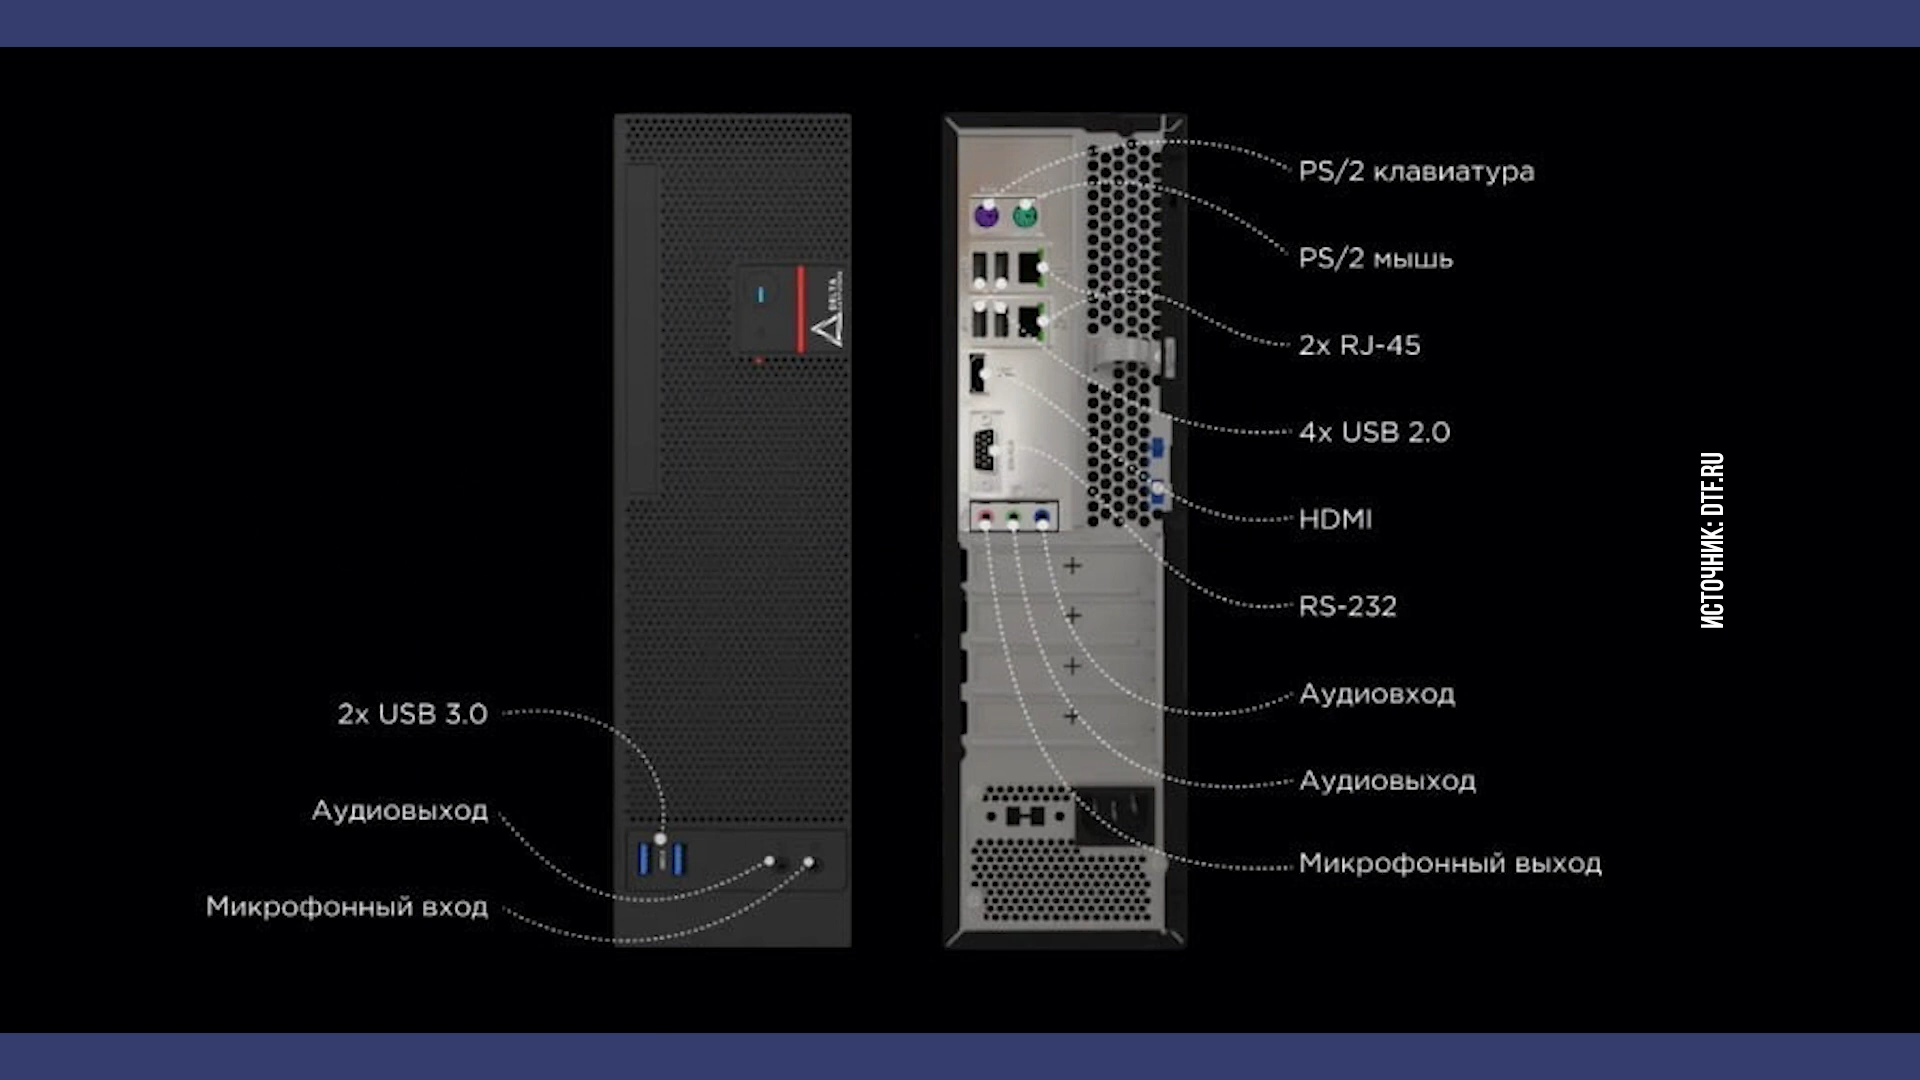 PS/2 клавиатура
PS/2 мышь
2x RJ-45
4x USB 2.0
HDMI
RS-232
Аудиовход
Аудиовыход
Микрофонный выход
2x USB 3.0
Аудиовыход
Микрофонный вход
DELTA
ИСТОЧНИК: DTF.RU